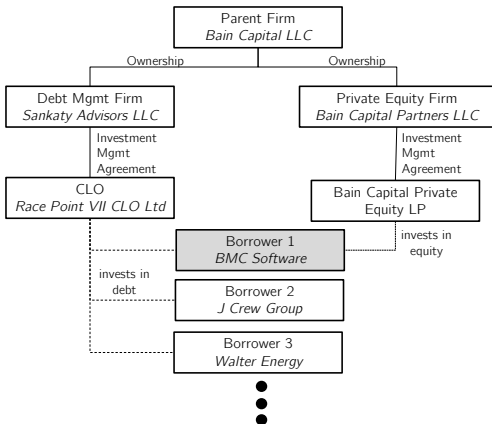 Parent Firm
Bain Capital LLC
Ownership
Ownership
Debt Mgmt Firm
Sankaty Advisors LLC
Private Equity Firm
Bain Capital Partners LLC
Investment
Mgmt
Agreement
Investment
Mgmt
Agreement
CLO
Race Point VII CLO Ltd
Bain Capital Private
Equity LP
Borrower 1
BMC Software
invests in
equity
invests in
debt
Borrower 2
J Crew Group
Borrower 3
Walter Energy